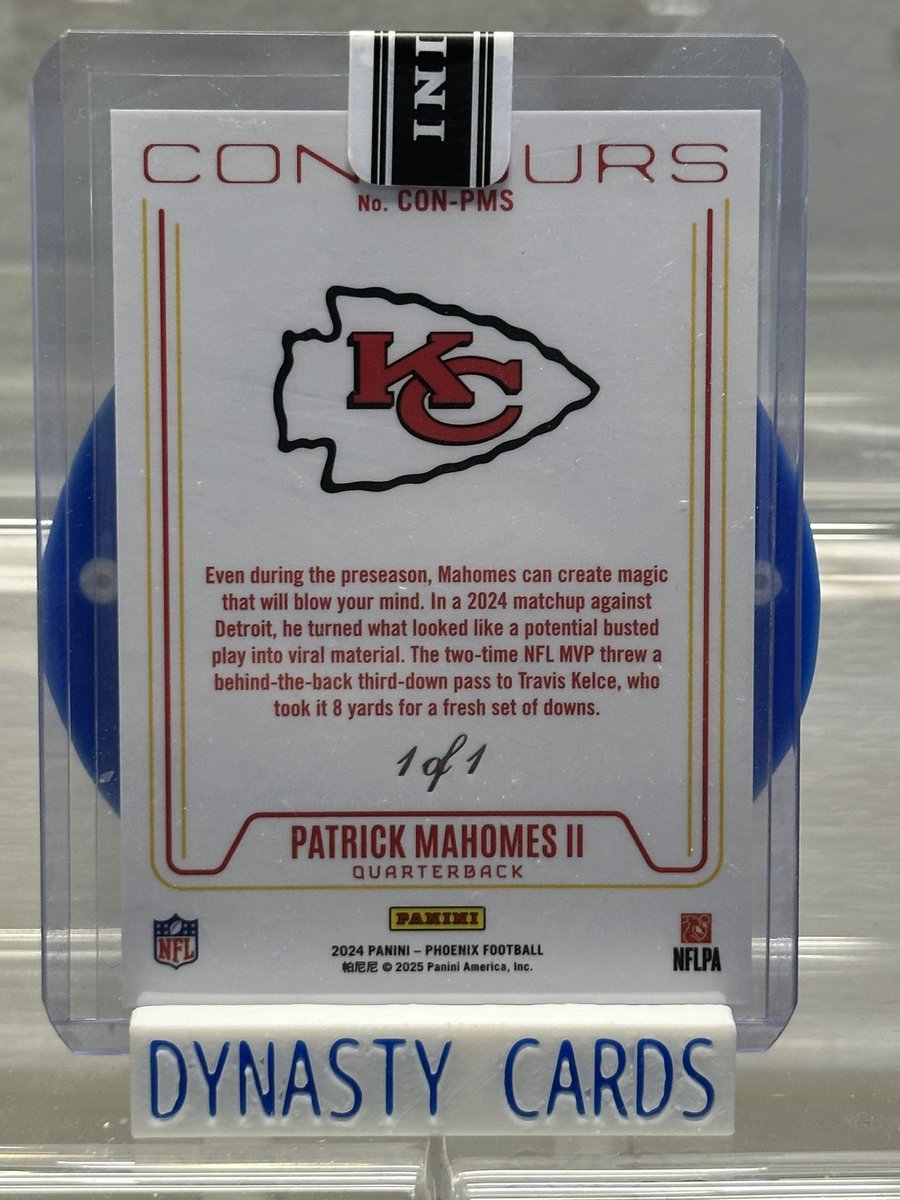 INI
CON URS
No. CON-PMS
KC
Even during the preseason, Mahomes can create magic
that will blow your mind. In a 2024 matchup against
Detroit, he turned what looked like a potential busted
play into viral material. The two-time NFL MVP threw a
behind-the-back third-down pass to Travis Kelce, who
took it 8 yards for a fresh set of downs.
1 of 1
PATRICK MAHOMES II
QUARTERBACK
PANINI
NFL
2024 PANINI – PHOENIX FOOTBALL
帕尼尼 © 2025 Panini America, Inc.
NFLPA
DYNASTY CARDS